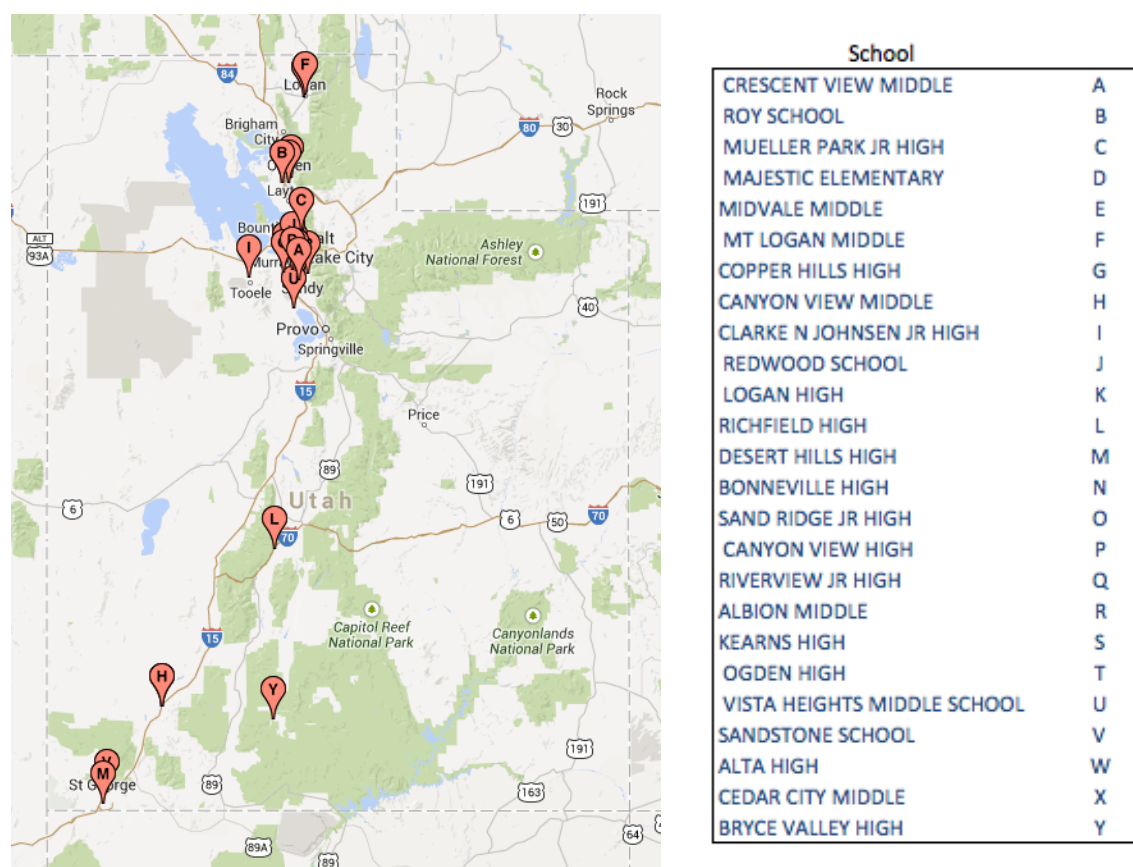 F
84
Logan
Rock
Springs
Brigham
City
80
30
B
Ogden
Layt
191
C
ALT
93A
J
Bount
I
A
Salt
Lake City
Murr
Ashley
National Forest
Tooele
U
Sandy
40
Provo
Springville
15
Price
89
191
6
Utah
6
50
70
L
70
Capitol Reef
National Park
Canyonlands
National Park
15
H
Y
V
M
St George
89
191
163
89A
64
89
School
CRESCENT VIEW MIDDLE A
ROY SCHOOL B
MUELLER PARK JR HIGH C
MAJESTIC ELEMENTARY D
MIDVALE MIDDLE E
MT LOGAN MIDDLE F
COPPER HILLS HIGH G
CANYON VIEW MIDDLE H
CLARKE N JOHNSEN JR HIGH I
REDWOOD SCHOOL J
LOGAN HIGH K
RICHFIELD HIGH L
DESERT HILLS HIGH M
BONNEVILLE HIGH N
SAND RIDGE JR HIGH O
CANYON VIEW HIGH P
RIVERVIEW JR HIGH Q
ALBION MIDDLE R
KEARNS HIGH S
OGDEN HIGH T
VISTA HEIGHTS MIDDLE SCHOOL U
SANDSTONE SCHOOL V
ALTA HIGH W
CEDAR CITY MIDDLE X
BRYCE VALLEY HIGH Y